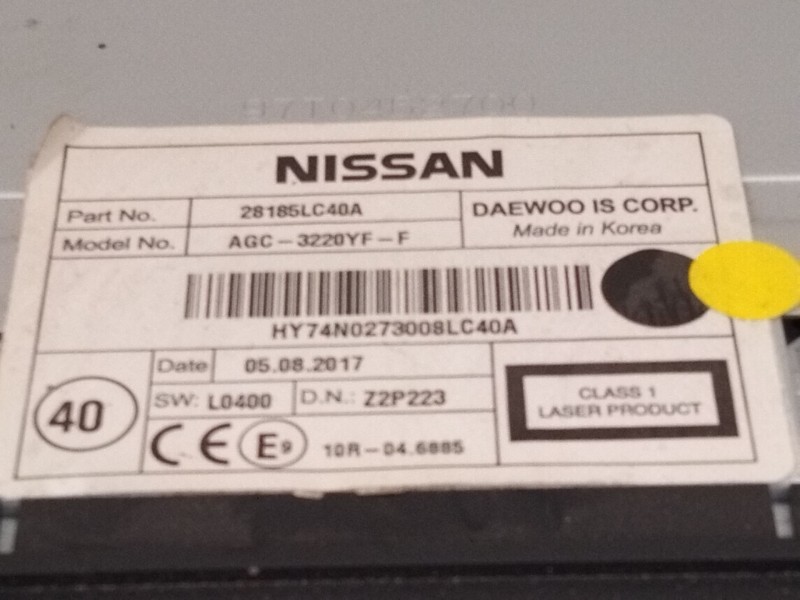 97T0452700
NISSAN
Part No. 28185LC40A
DAEWOO IS CORP.
Model No. AGC-3220YF-F
Made in Korea
HY74N0273008LC40A
Date 05.08.2017
40
SW: L0400 D.N.: Z2P223
CLASS 1
LASER PRODUCT
CE E9 10R-04.6885